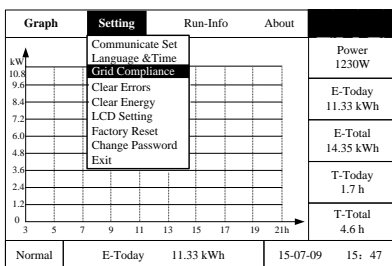 Graph Setting Run-Info About
Communicate Set
Language &Time
Grid Compliance
Clear Errors
Clear Energy
LCD Setting
Factory Reset
Change Password
Exit
kW
10.8
9.6
8.4
7.2
6.0
4.8
3.6
2.4
1.2
0
3 5 7 9 11 13 15 17 19 21h
Power
1230W
E-Today
11.33 kWh
E-Total
14.35 kWh
T-Today
1.7 h
T-Total
4.6 h
Normal E-Today 11.33 kWh 15-07-09 15: 47